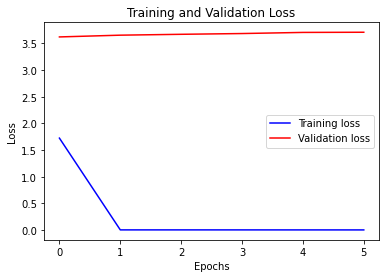 Training and Validation Loss
Loss
3.5
3.0
2.5
2.0
1.5
1.0
0.5
0.0
Training loss
Validation loss
0 1 2 3 4 5
Epochs